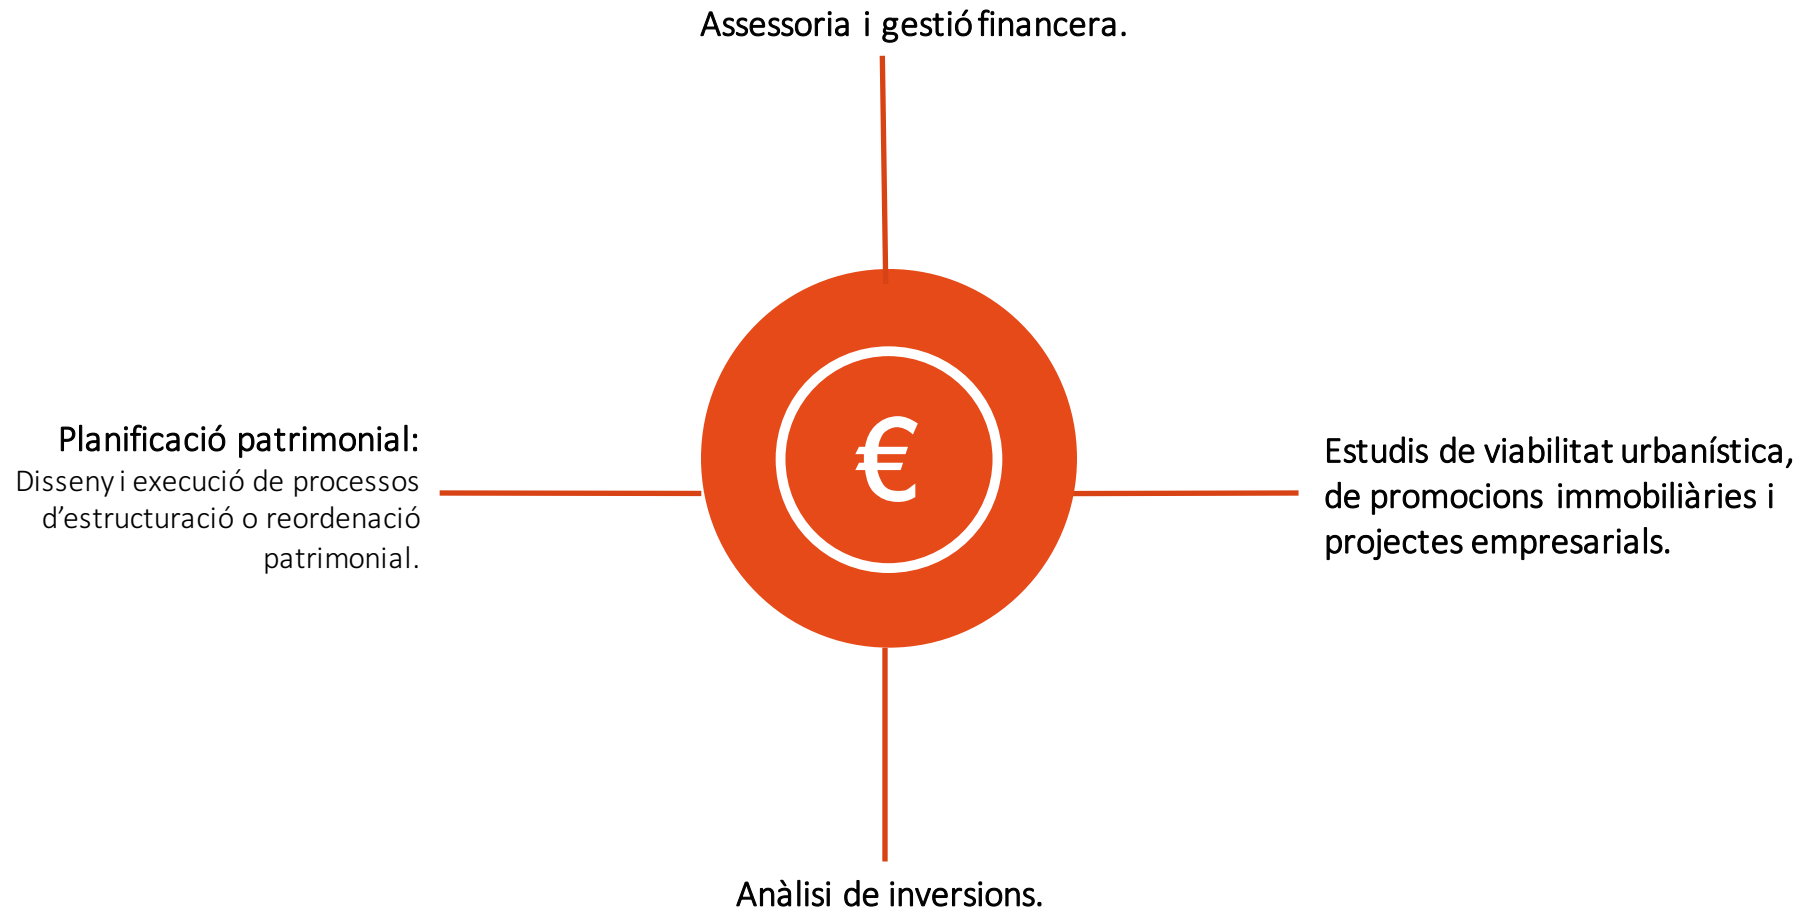 Assessoria i gestió financera.
Planificació patrimonial:
Disseny i execució de processos
d’estructuració o reordenació
patrimonial.
€
Estudis de viabilitat urbanística,
de promocions immobiliàries i
projectes empresarials.
Anàlisi de inversions.